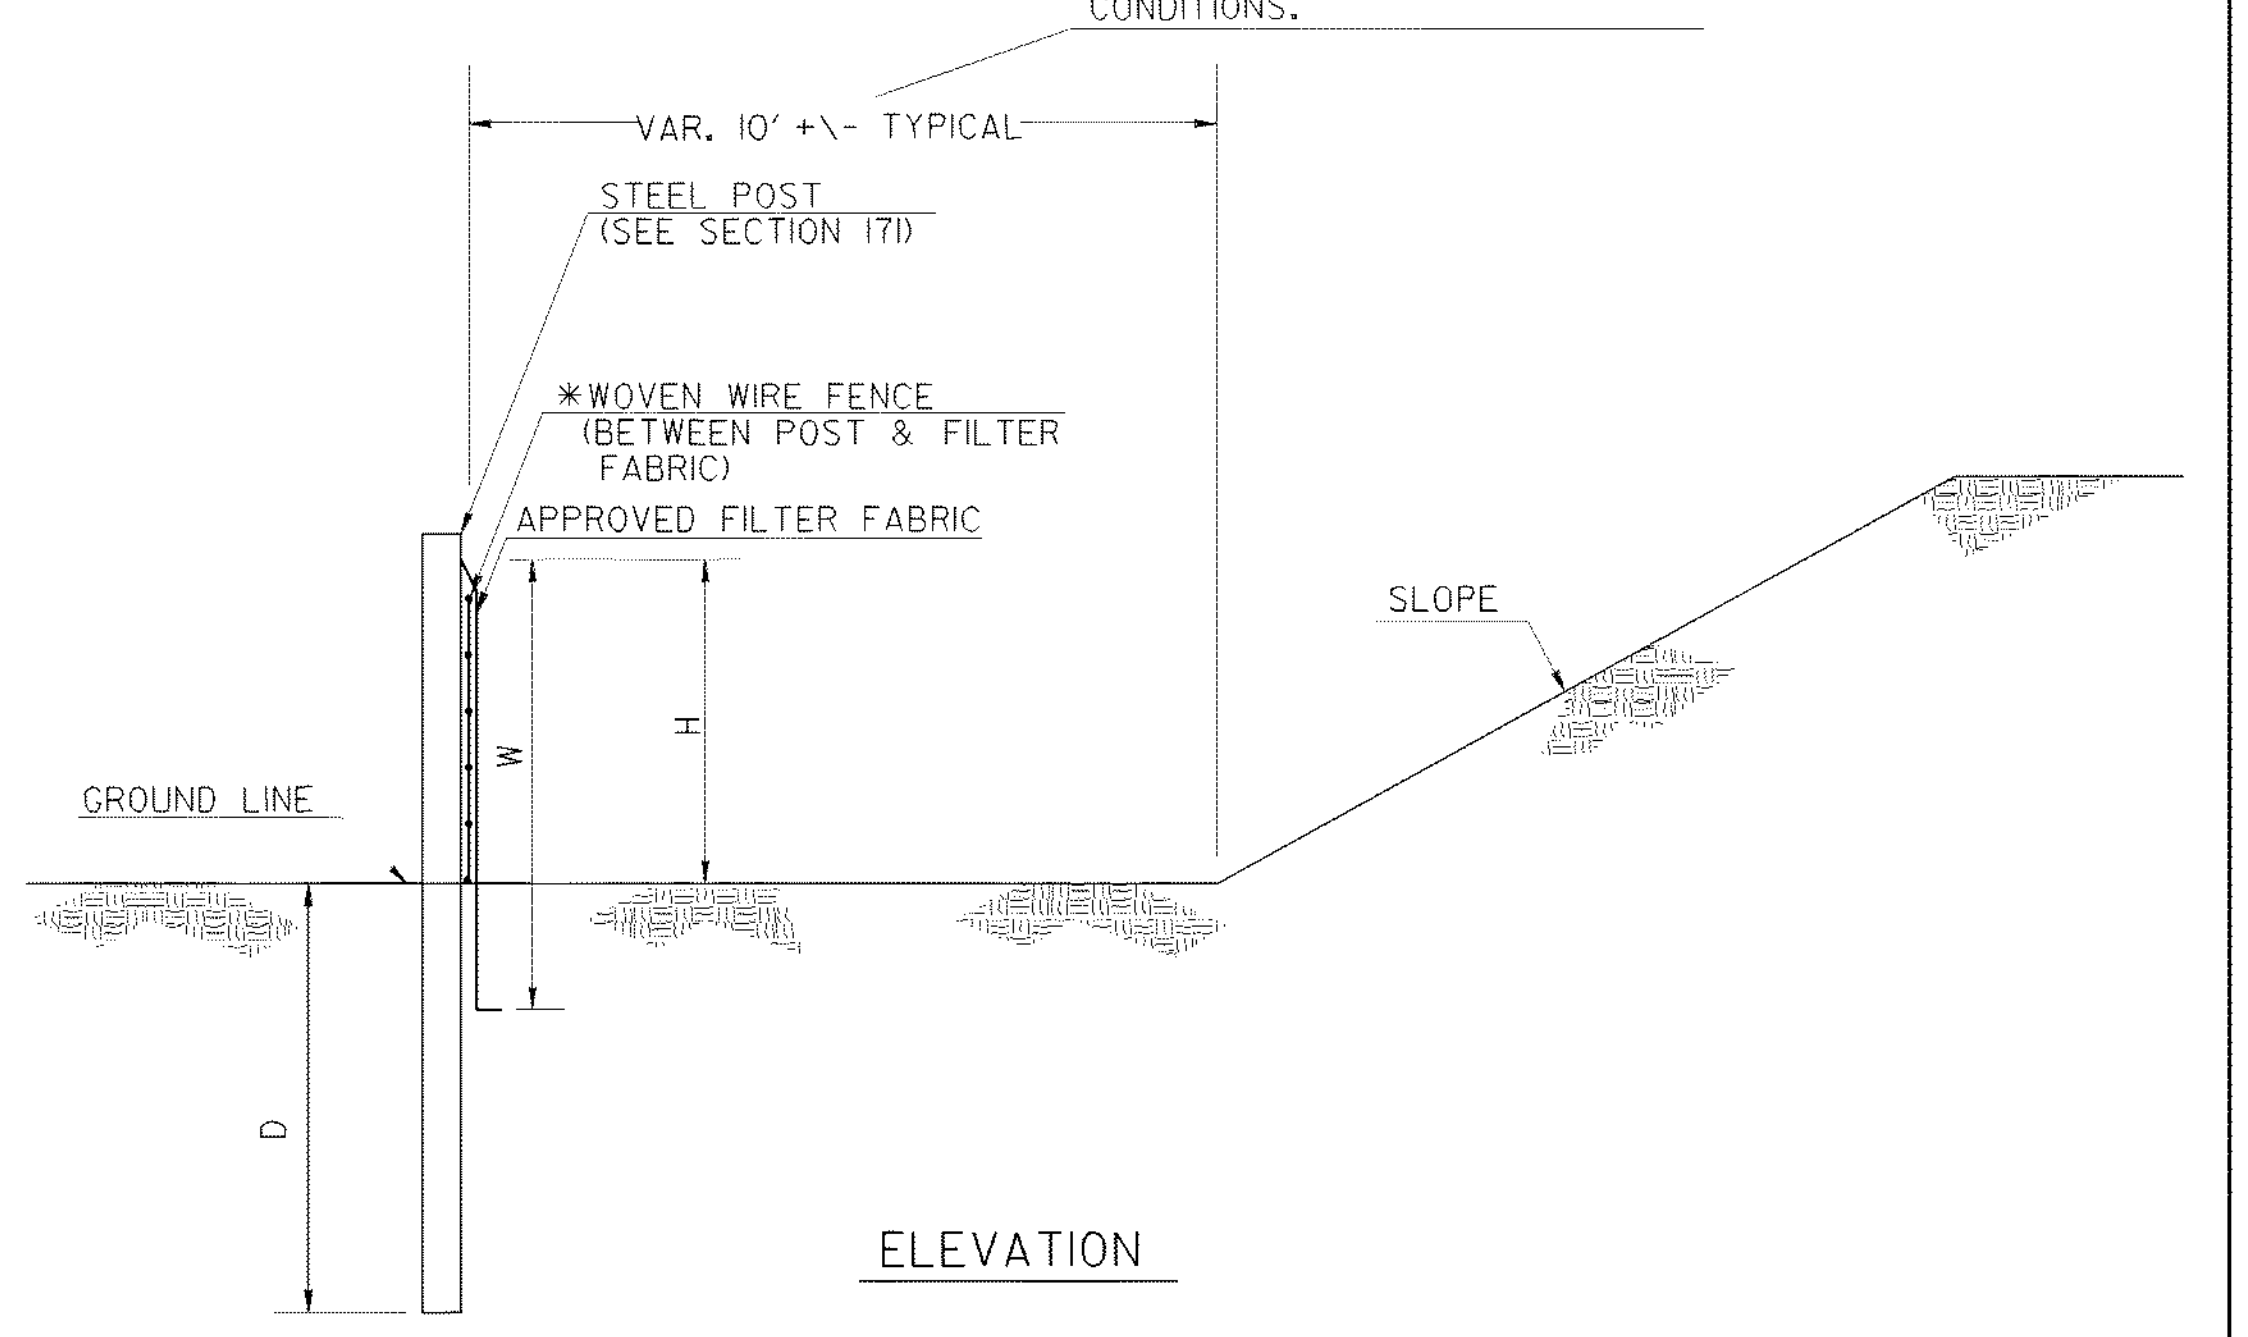 CONDITIONS.
VAR. 10' +\- TYPICAL
STEEL POST
(SEE SECTION 171)
*WOVEN WIRE FENCE
(BETWEEN POST & FILTER
FABRIC)
APPROVED FILTER FABRIC
SLOPE
H
W
GROUND LINE
D
ELEVATION